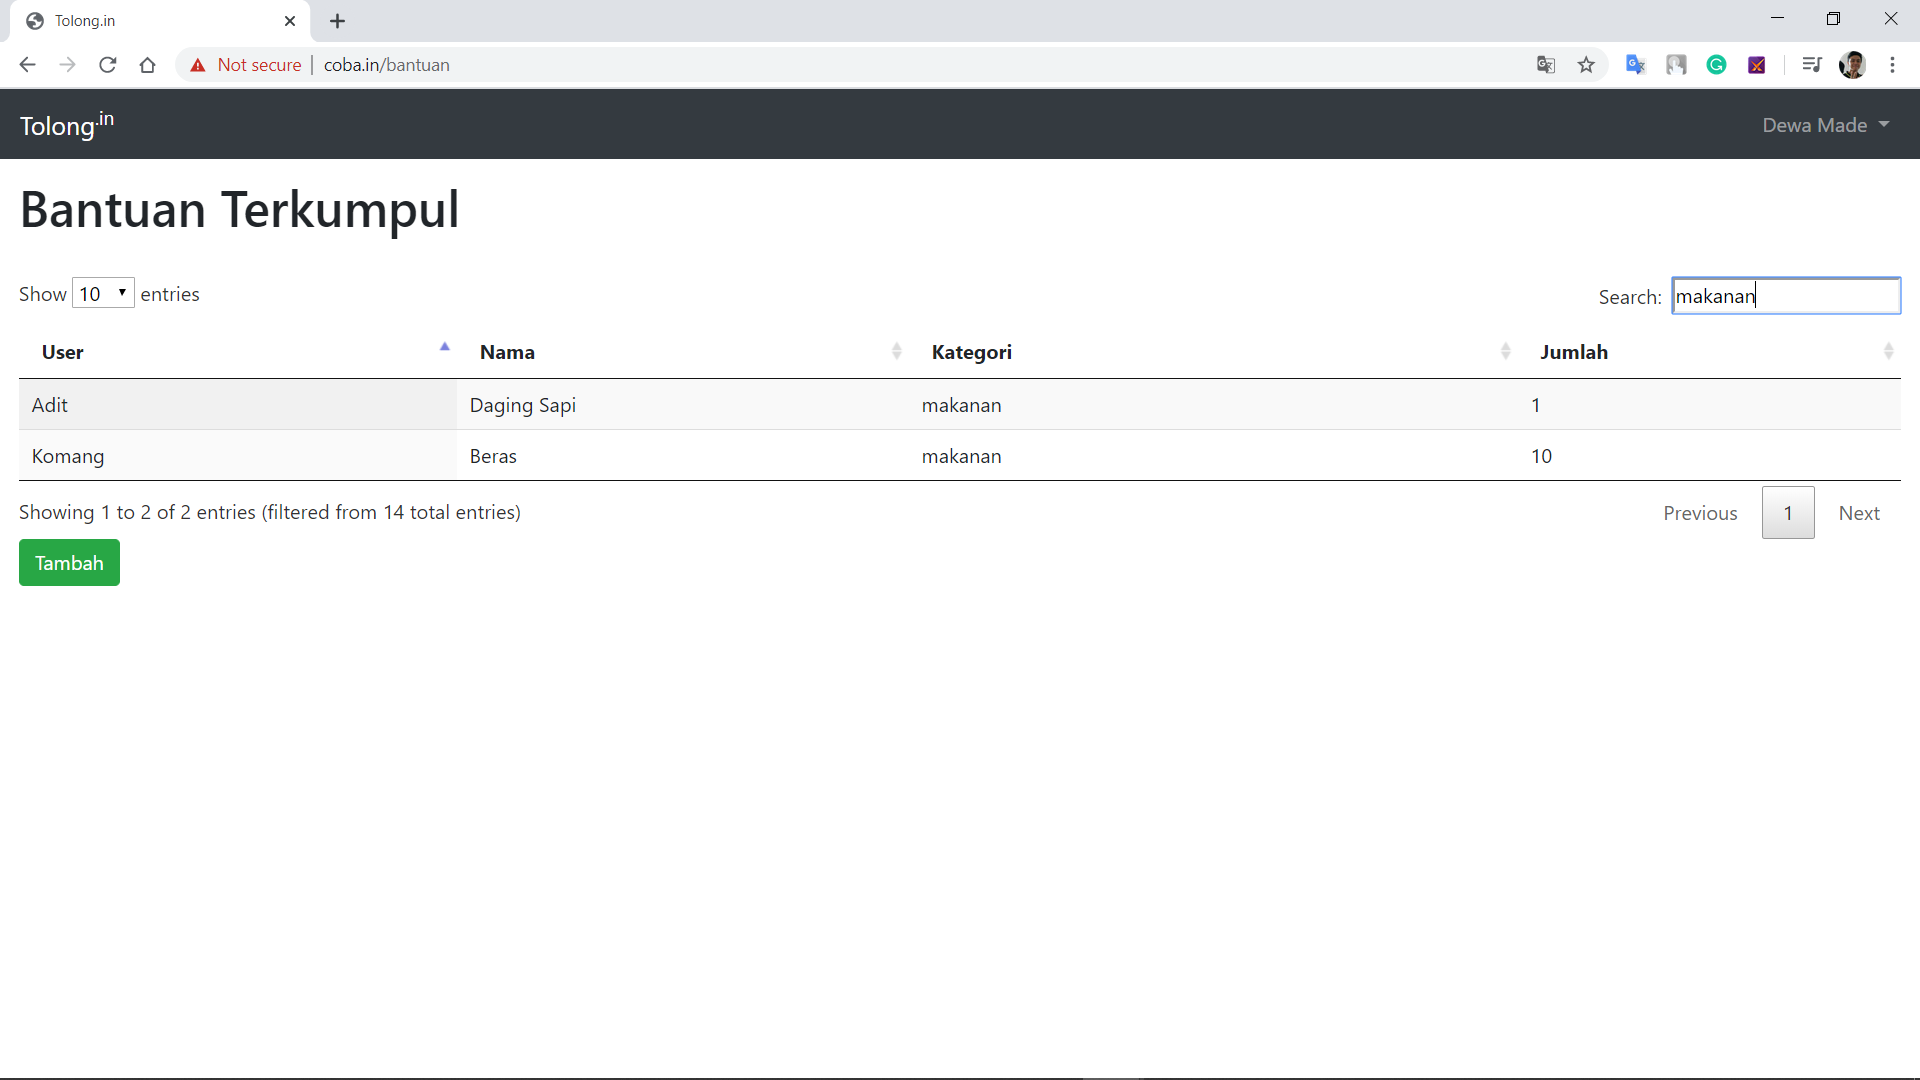 Tolong.in
Not secure | coba.in/bantuan
Tolong.in
Dewa Made
Bantuan Terkumpul
Show 10 entries
Search: makanan
User Nama Kategori Jumlah
Adit Daging Sapi makanan 1
Komang Beras makanan 10
Showing 1 to 2 of 2 entries (filtered from 14 total entries)
Previous 1 Next
Tambah